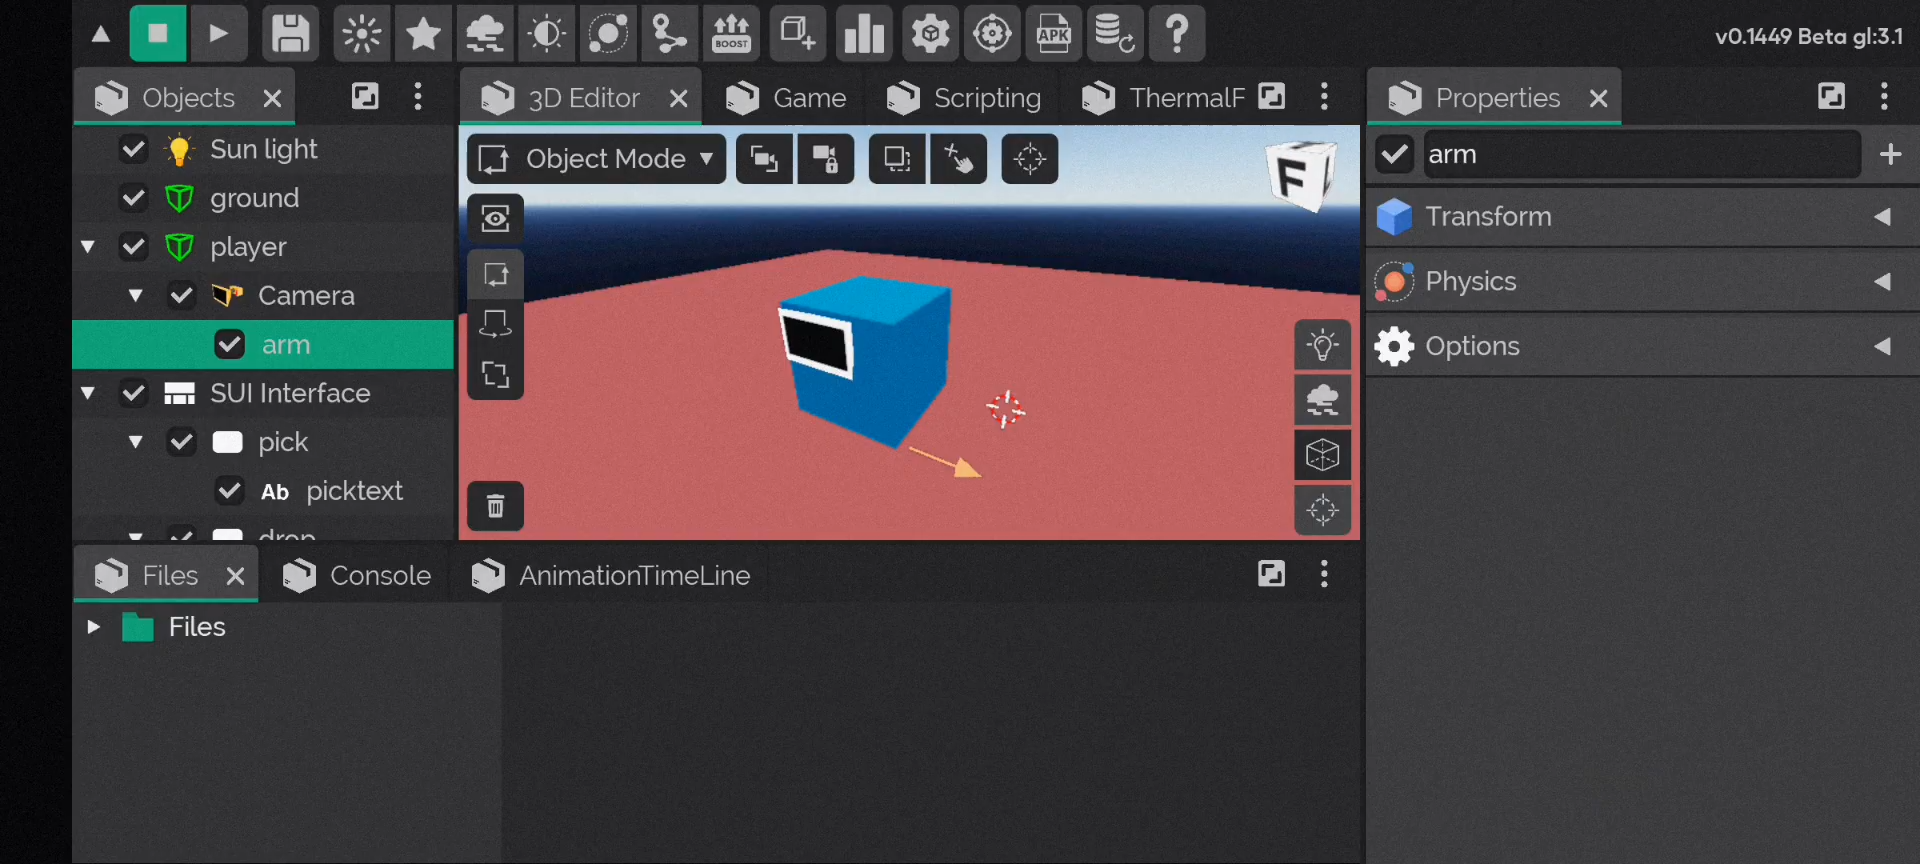 BOOST
APK
v0.1449 Beta gl:3.1
Objects
3D Editor
Game
Scripting
ThermalF
Properties
Sun light
ground
player
Camera
arm
SUI Interface
pick
Ab picktext
drop
Object Mode
F
arm
Transform
Physics
Options
Files
Console
AnimationTimeLine
Files